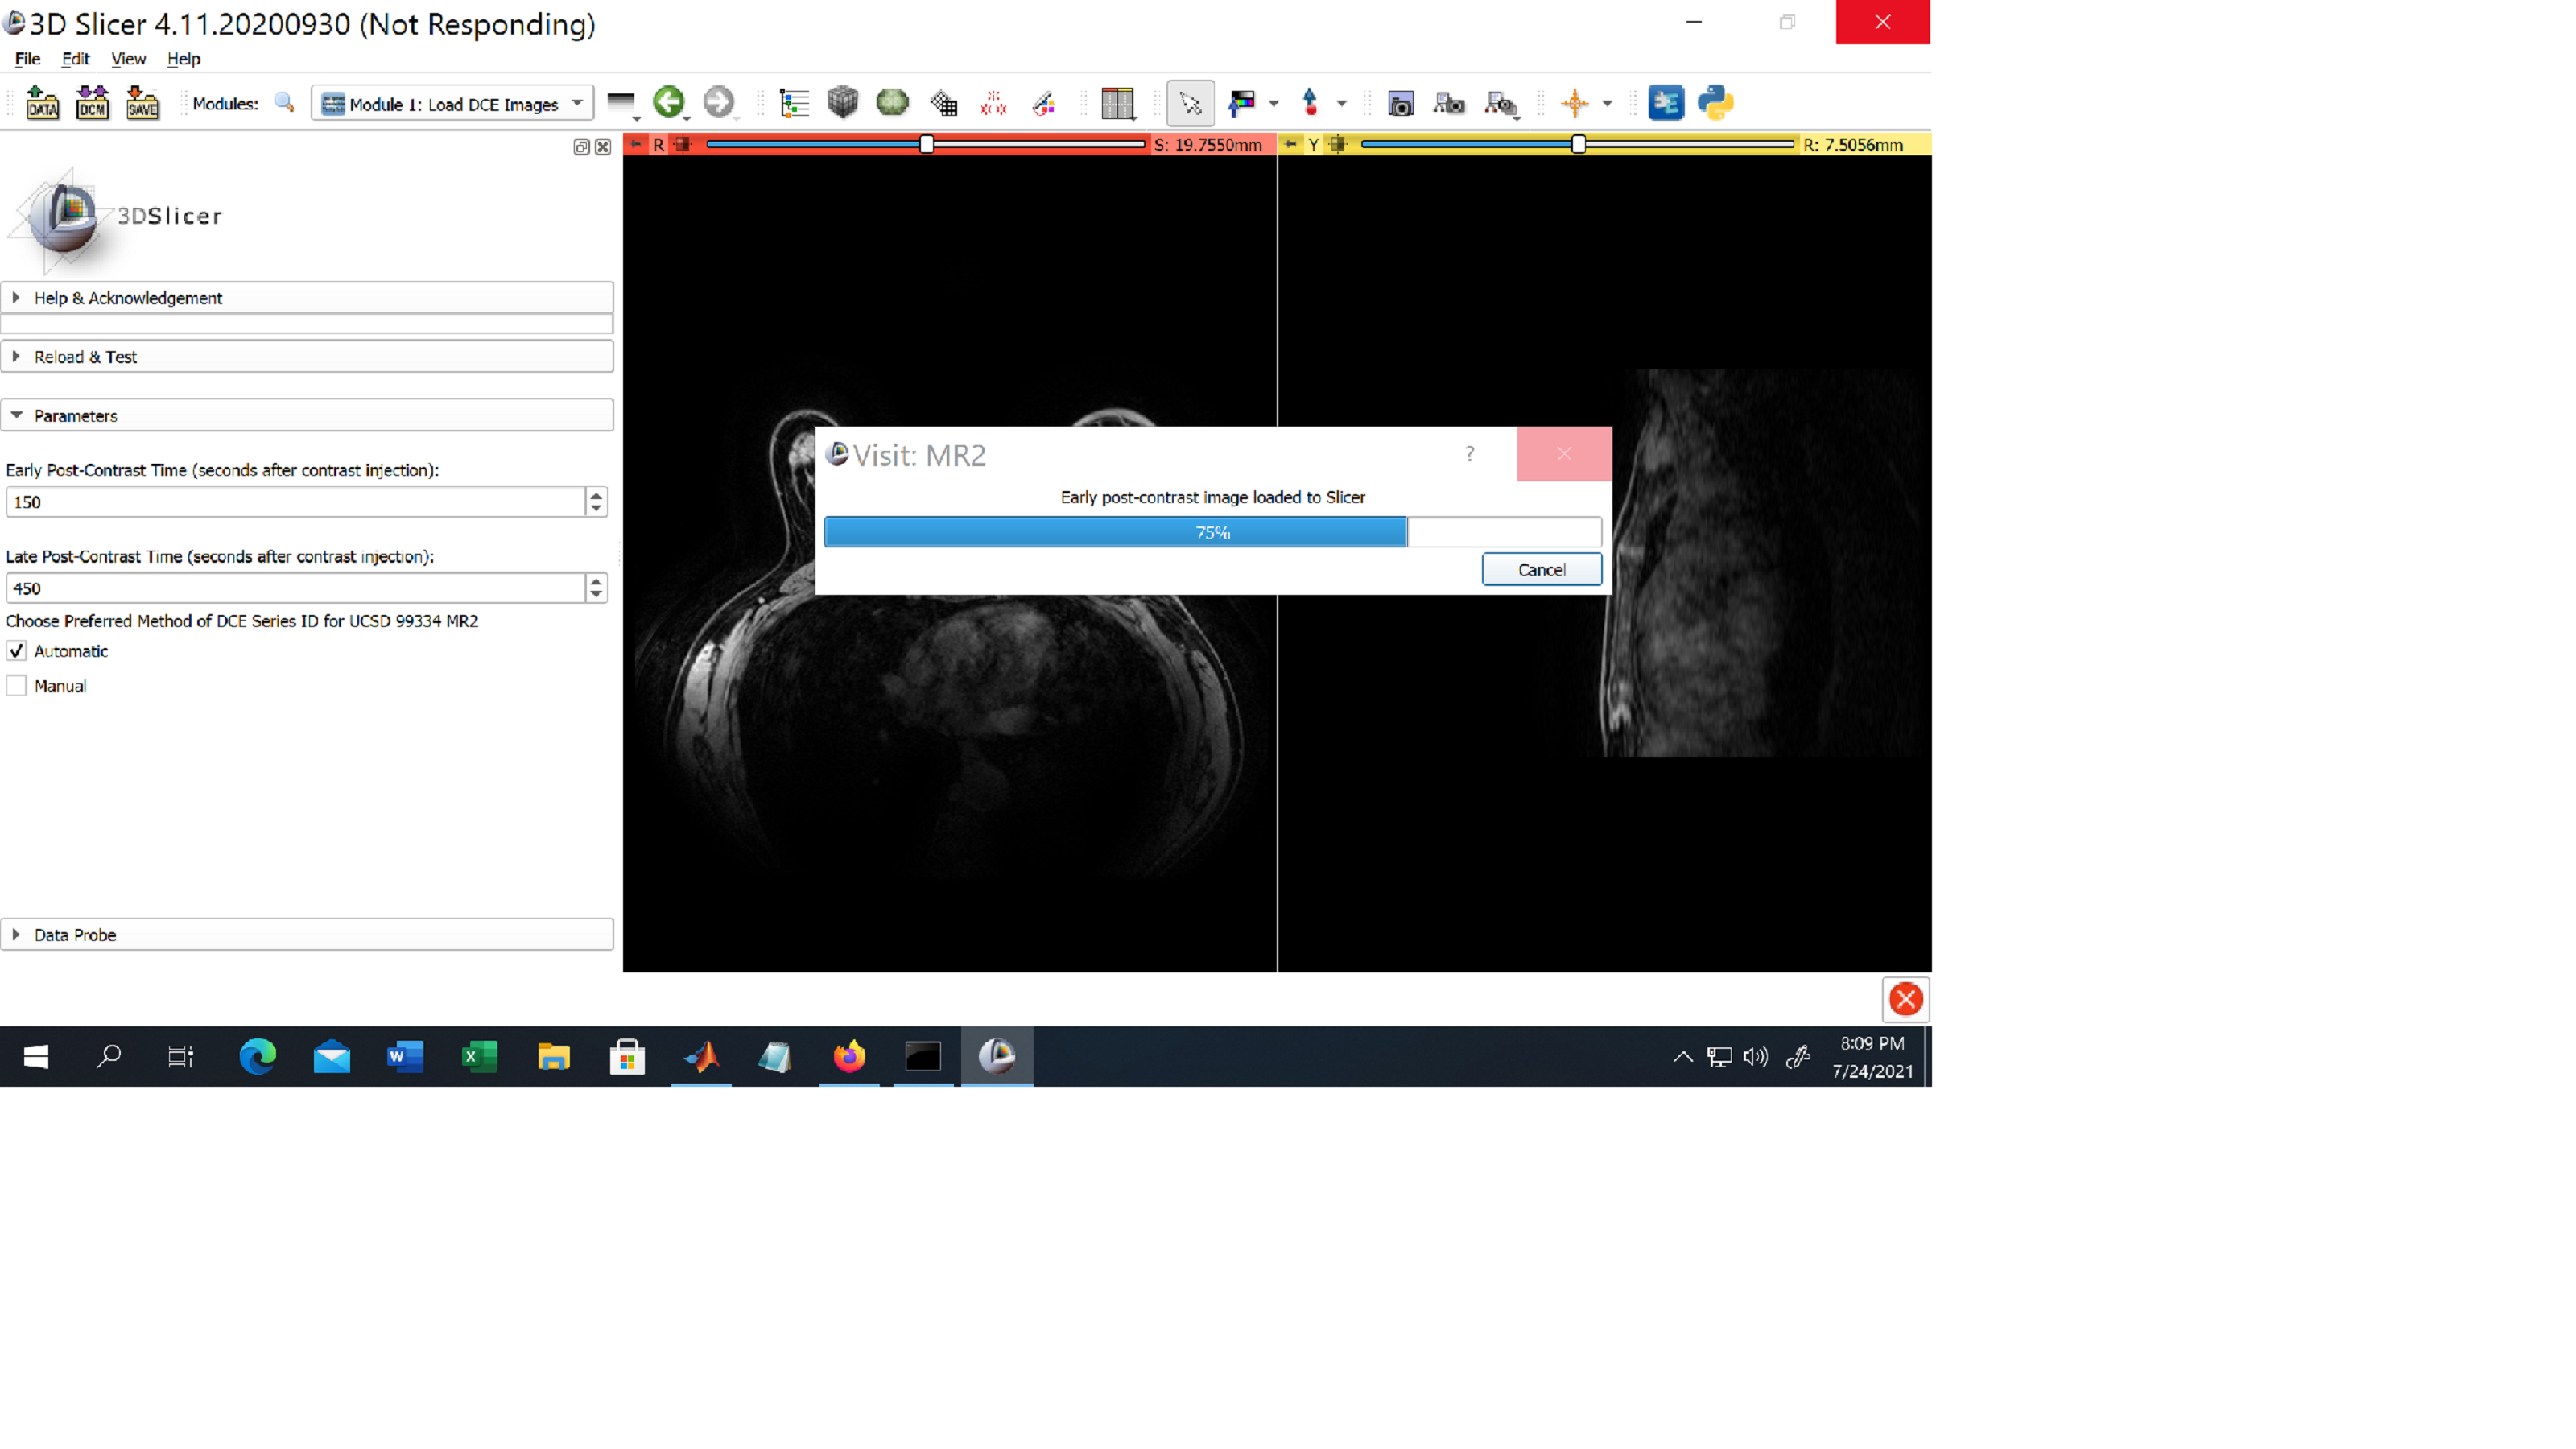 3D Slicer 4.11.20200930 (Not Responding)
File Edit View Help
DATA DCM SAVE Modules: Module 1: Load DCE Images
R S: 19.7550mm Y R: 7.5056mm
3DSlicer
Help & Acknowledgement
Reload & Test
Parameters
Early Post-Contrast Time (seconds after contrast injection):
150
Late Post-Contrast Time (seconds after contrast injection):
450
Choose Preferred Method of DCE Series ID for UCSD 99334 MR2
Automatic
Manual
Data Probe
Visit: MR2 ?
Early post-contrast image loaded to Slicer
75%
Cancel
8:09 PM
7/24/2021